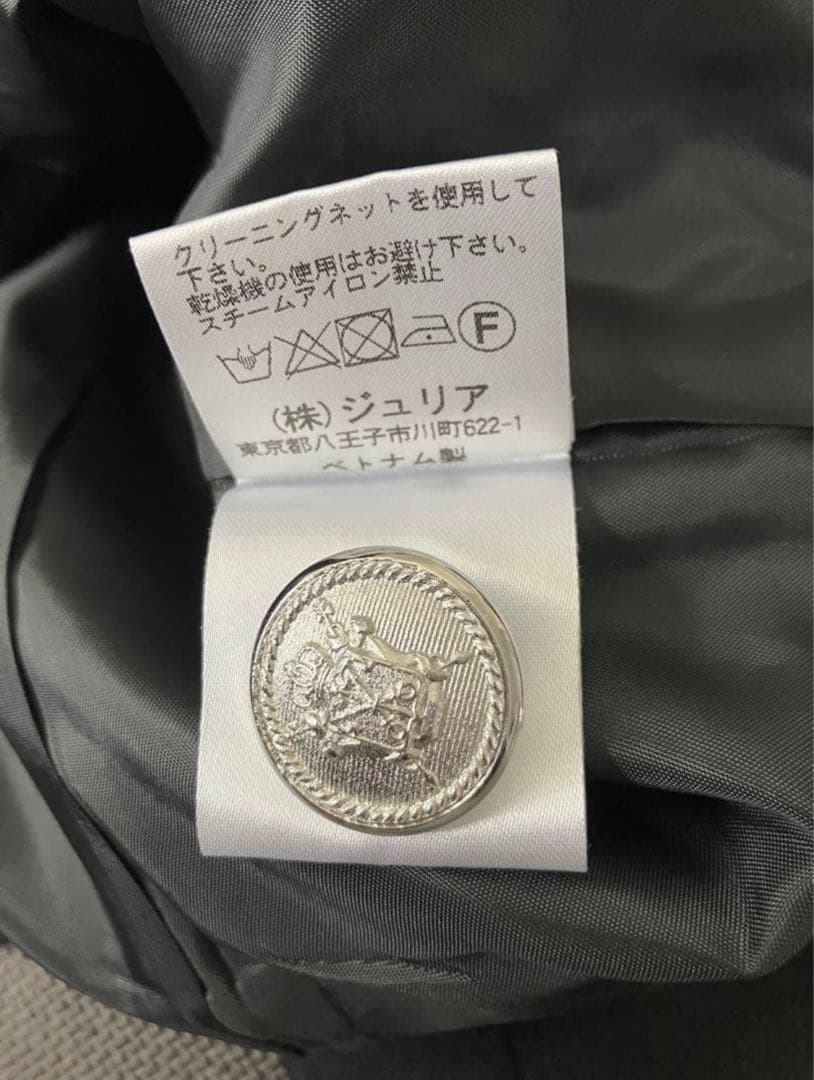 クリーニングネットを使用して
下さい。
乾燥機の使用はお避け下さい。
スチームアイロン禁止
F
(株)ジュリア
東京都八王子市川町622-1
ベトナム製